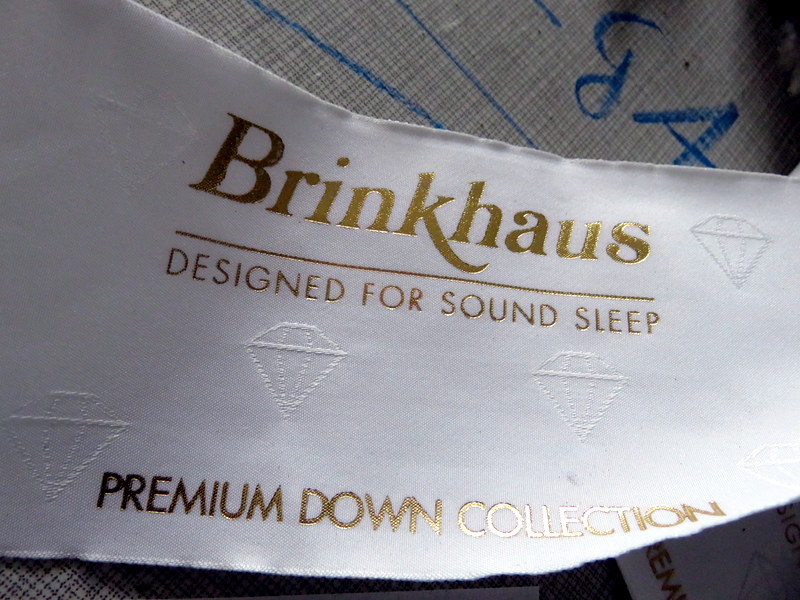 Brinkhaus
DESIGNED FOR SOUND SLEEP
PREMIUM DOWN COLLECTION